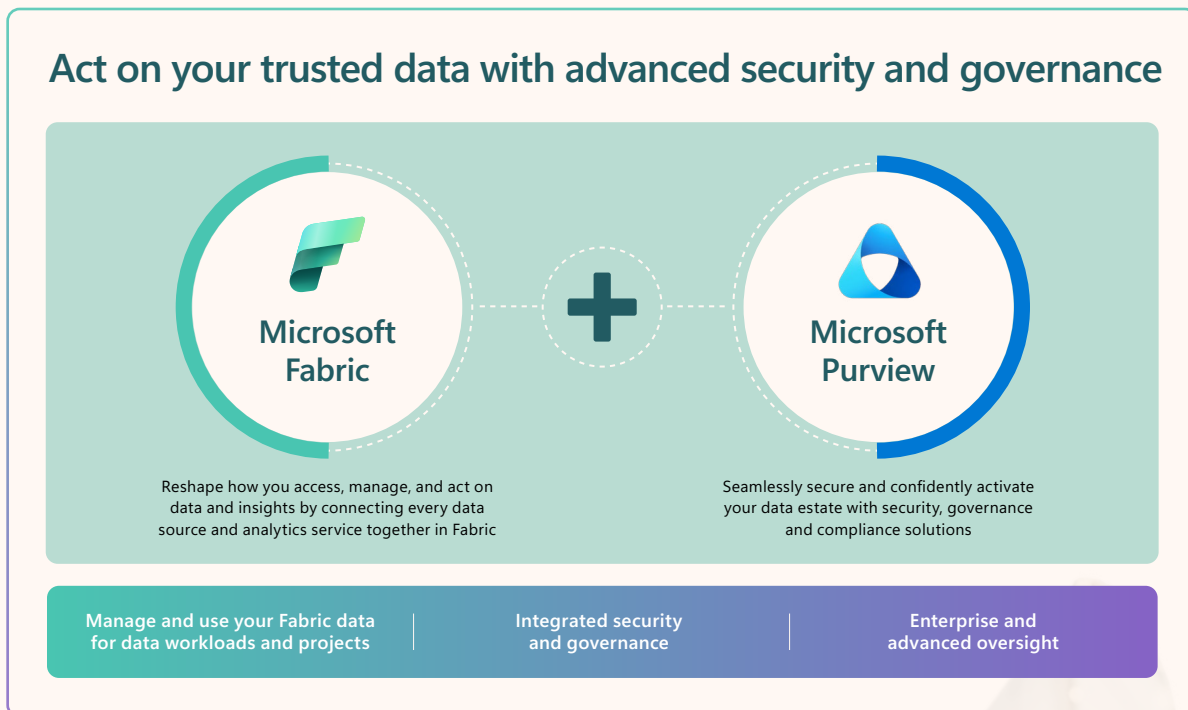 Act on your trusted data with advanced security and governance
Microsoft
Fabric
Microsoft
Purview
Reshape how you access, manage, and act on
data and insights by connecting every data
source and analytics service together in Fabric
Seamlessly secure and confidently activate
your data estate with security, governance
and compliance solutions
Manage and use your Fabric data
for data workloads and projects
Integrated security
and governance
Enterprise and
advanced oversight